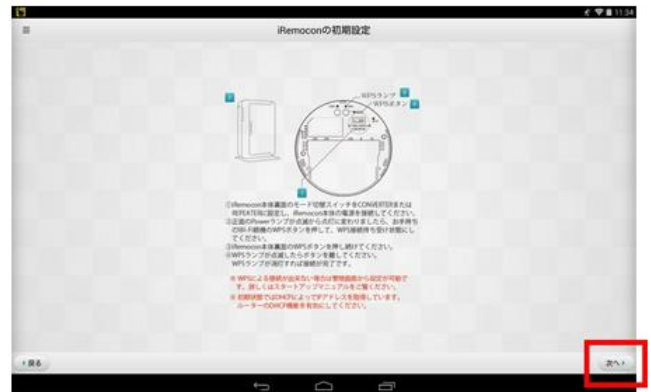 11:34
iRemoconの初期設定
WPSランプ
WPSボタン
①iRemocon本体裏面のモード切替スイッチをCONVERTERまたは
REPEATERに設定し、iRemocon本体の電源を接続してください。
②正面のPowerランプが点滅から点灯に変わりましたら、お手持ち
のWi-Fi親機のWPSボタンを押して、WPS接続待ち受け状態にし
てください。
③iRemocon本体裏面のWPSボタンを押し続けてください。
④WPSランプが点滅したらボタンを離してください。
WPSランプが消灯すれば接続が完了です。
※ WPSによる接続が出来ない場合は管理画面から設定が可能で
す。詳しくはスタートアップマニュアルをご覧ください。
※ 初期状態ではDHCPによってIPアドレスを取得しています。
ルーターのDHCP機能を有効にしてください。
戻る
次へ